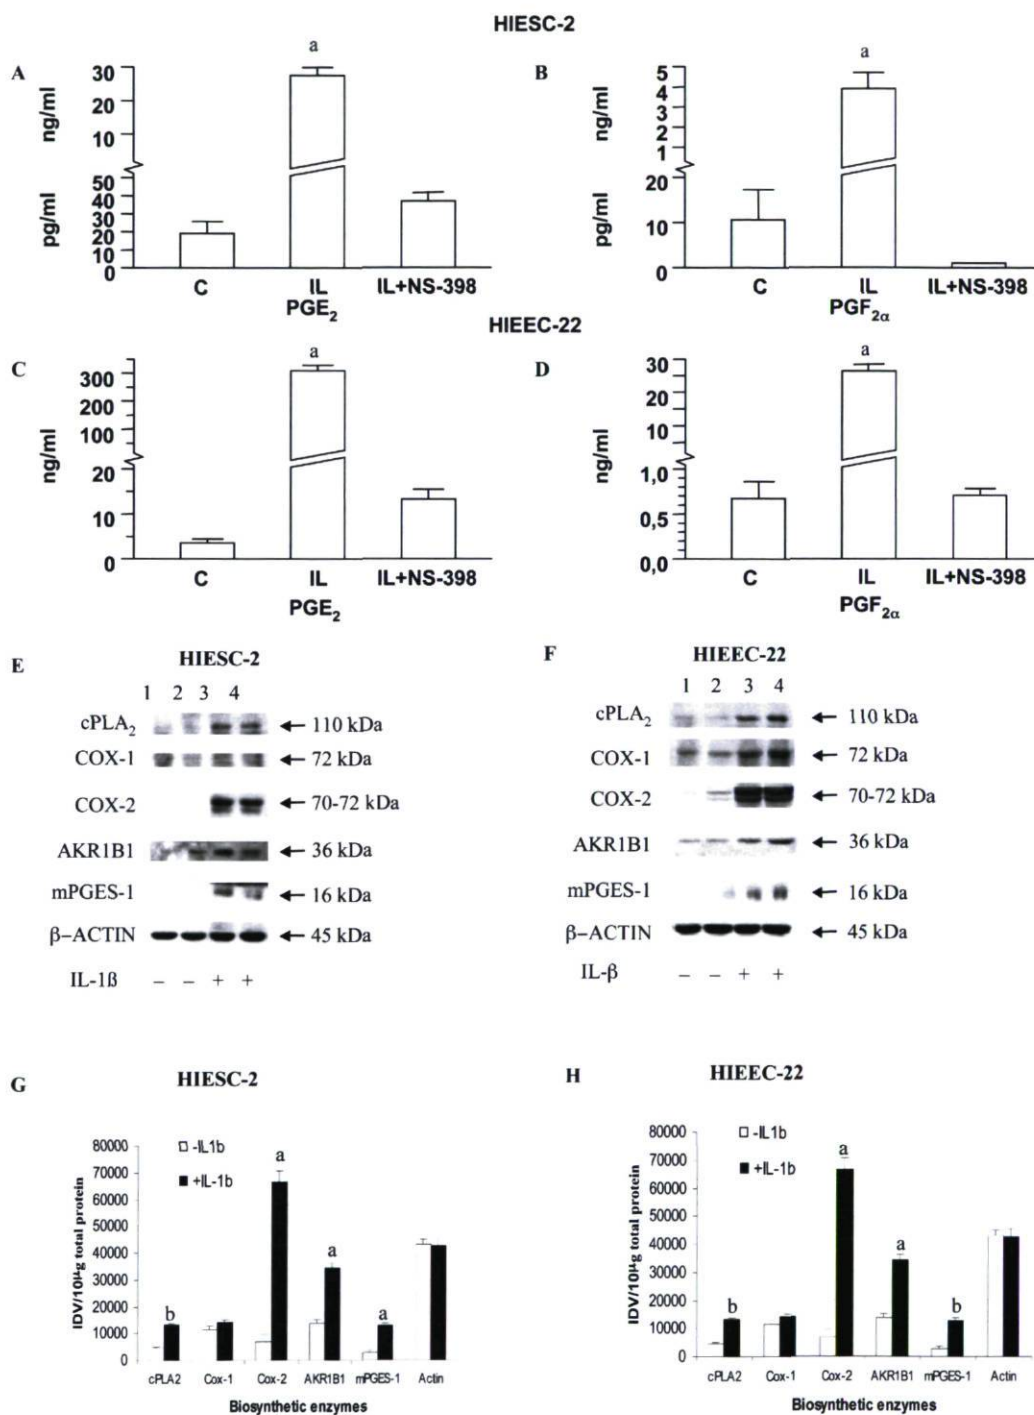 HIESC-2
A
B
a
a
30
20
10
50
40
30
20
10
0
ng/ml
pg/ml
C IL IL+NS-398
PGE2
5
4
3
2
1
20
10
0
ng/ml
pg/ml
C IL IL+NS-398
PGF2α
HIEEC-22
C
D
a
a
300
200
100
20
10
0
ng/ml
C IL IL+NS-398
PGE2
30
20
10
1,0
0,5
0,0
ng/ml
C IL IL+NS-398
PGF2α
E
HIESC-2
1 2 3 4
cPLA2 ← 110 kDa
COX-1 ← 72 kDa
COX-2 ← 70-72 kDa
AKR1B1 ← 36 kDa
mPGES-1 ← 16 kDa
β–ACTIN ← 45 kDa
IL-1ß – – + +
F
HIEEC-22
1 2 3 4
cPLA2 ← 110 kDa
COX-1 ← 72 kDa
COX-2 ← 70-72 kDa
AKR1B1 ← 36 kDa
mPGES-1 ← 16 kDa
β–ACTIN ← 45 kDa
IL-β – – + +
G
HIESC-2
80000
70000
60000
50000
40000
30000
20000
10000
0
IDV/10µg total protein
-IL1b
+IL-1b
b
a
a
a
cPLA2 Cox-1 Cox-2 AKR1B1 mPGES-1 Actin
Biosynthetic enzymes
H
HIEEC-22
80000
70000
60000
50000
40000
30000
20000
10000
0
IDV/10µg total protein
-IL1b
+IL-1b
b
a
a
b
cPLA2 Cox-1 Cox-2 AKR1B1 mPGES-1 Actin
Biosynthetic enzymes